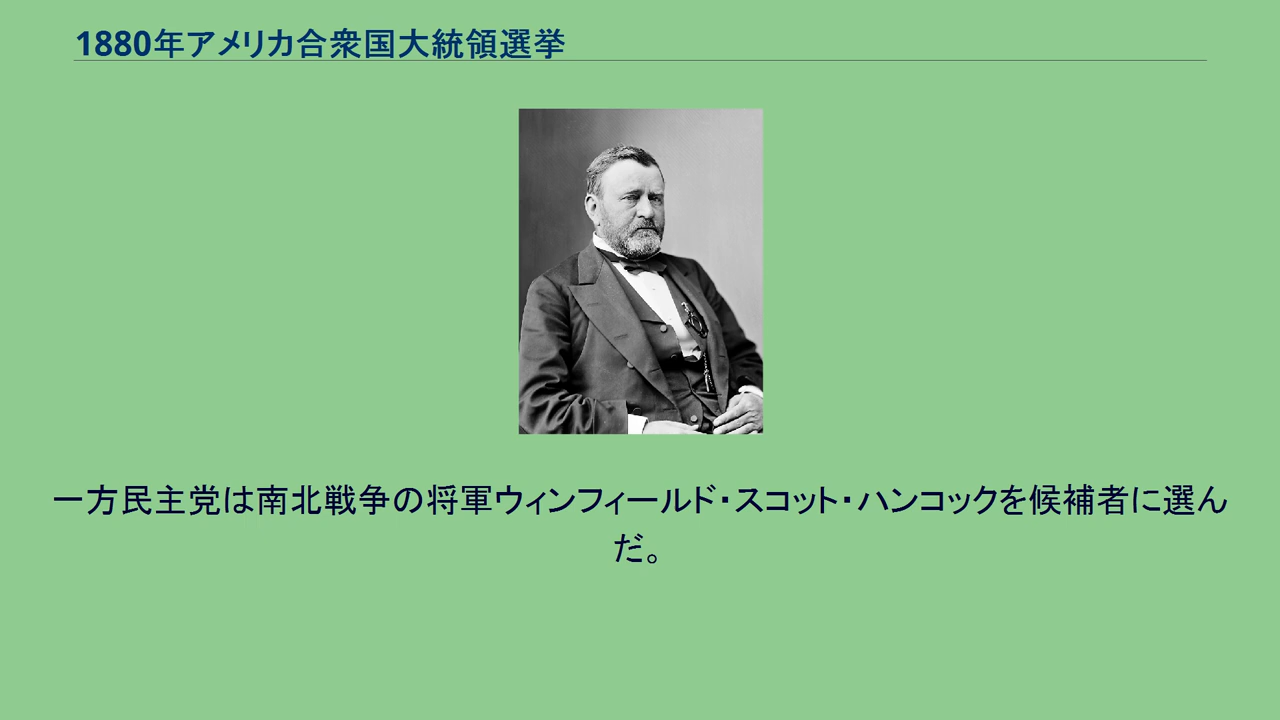 1880年アメリカ合衆国大統領選挙
一方民主党は南北戦争の将軍ウィンフィールド・スコット・ハンコックを候補者に選ん
だ。